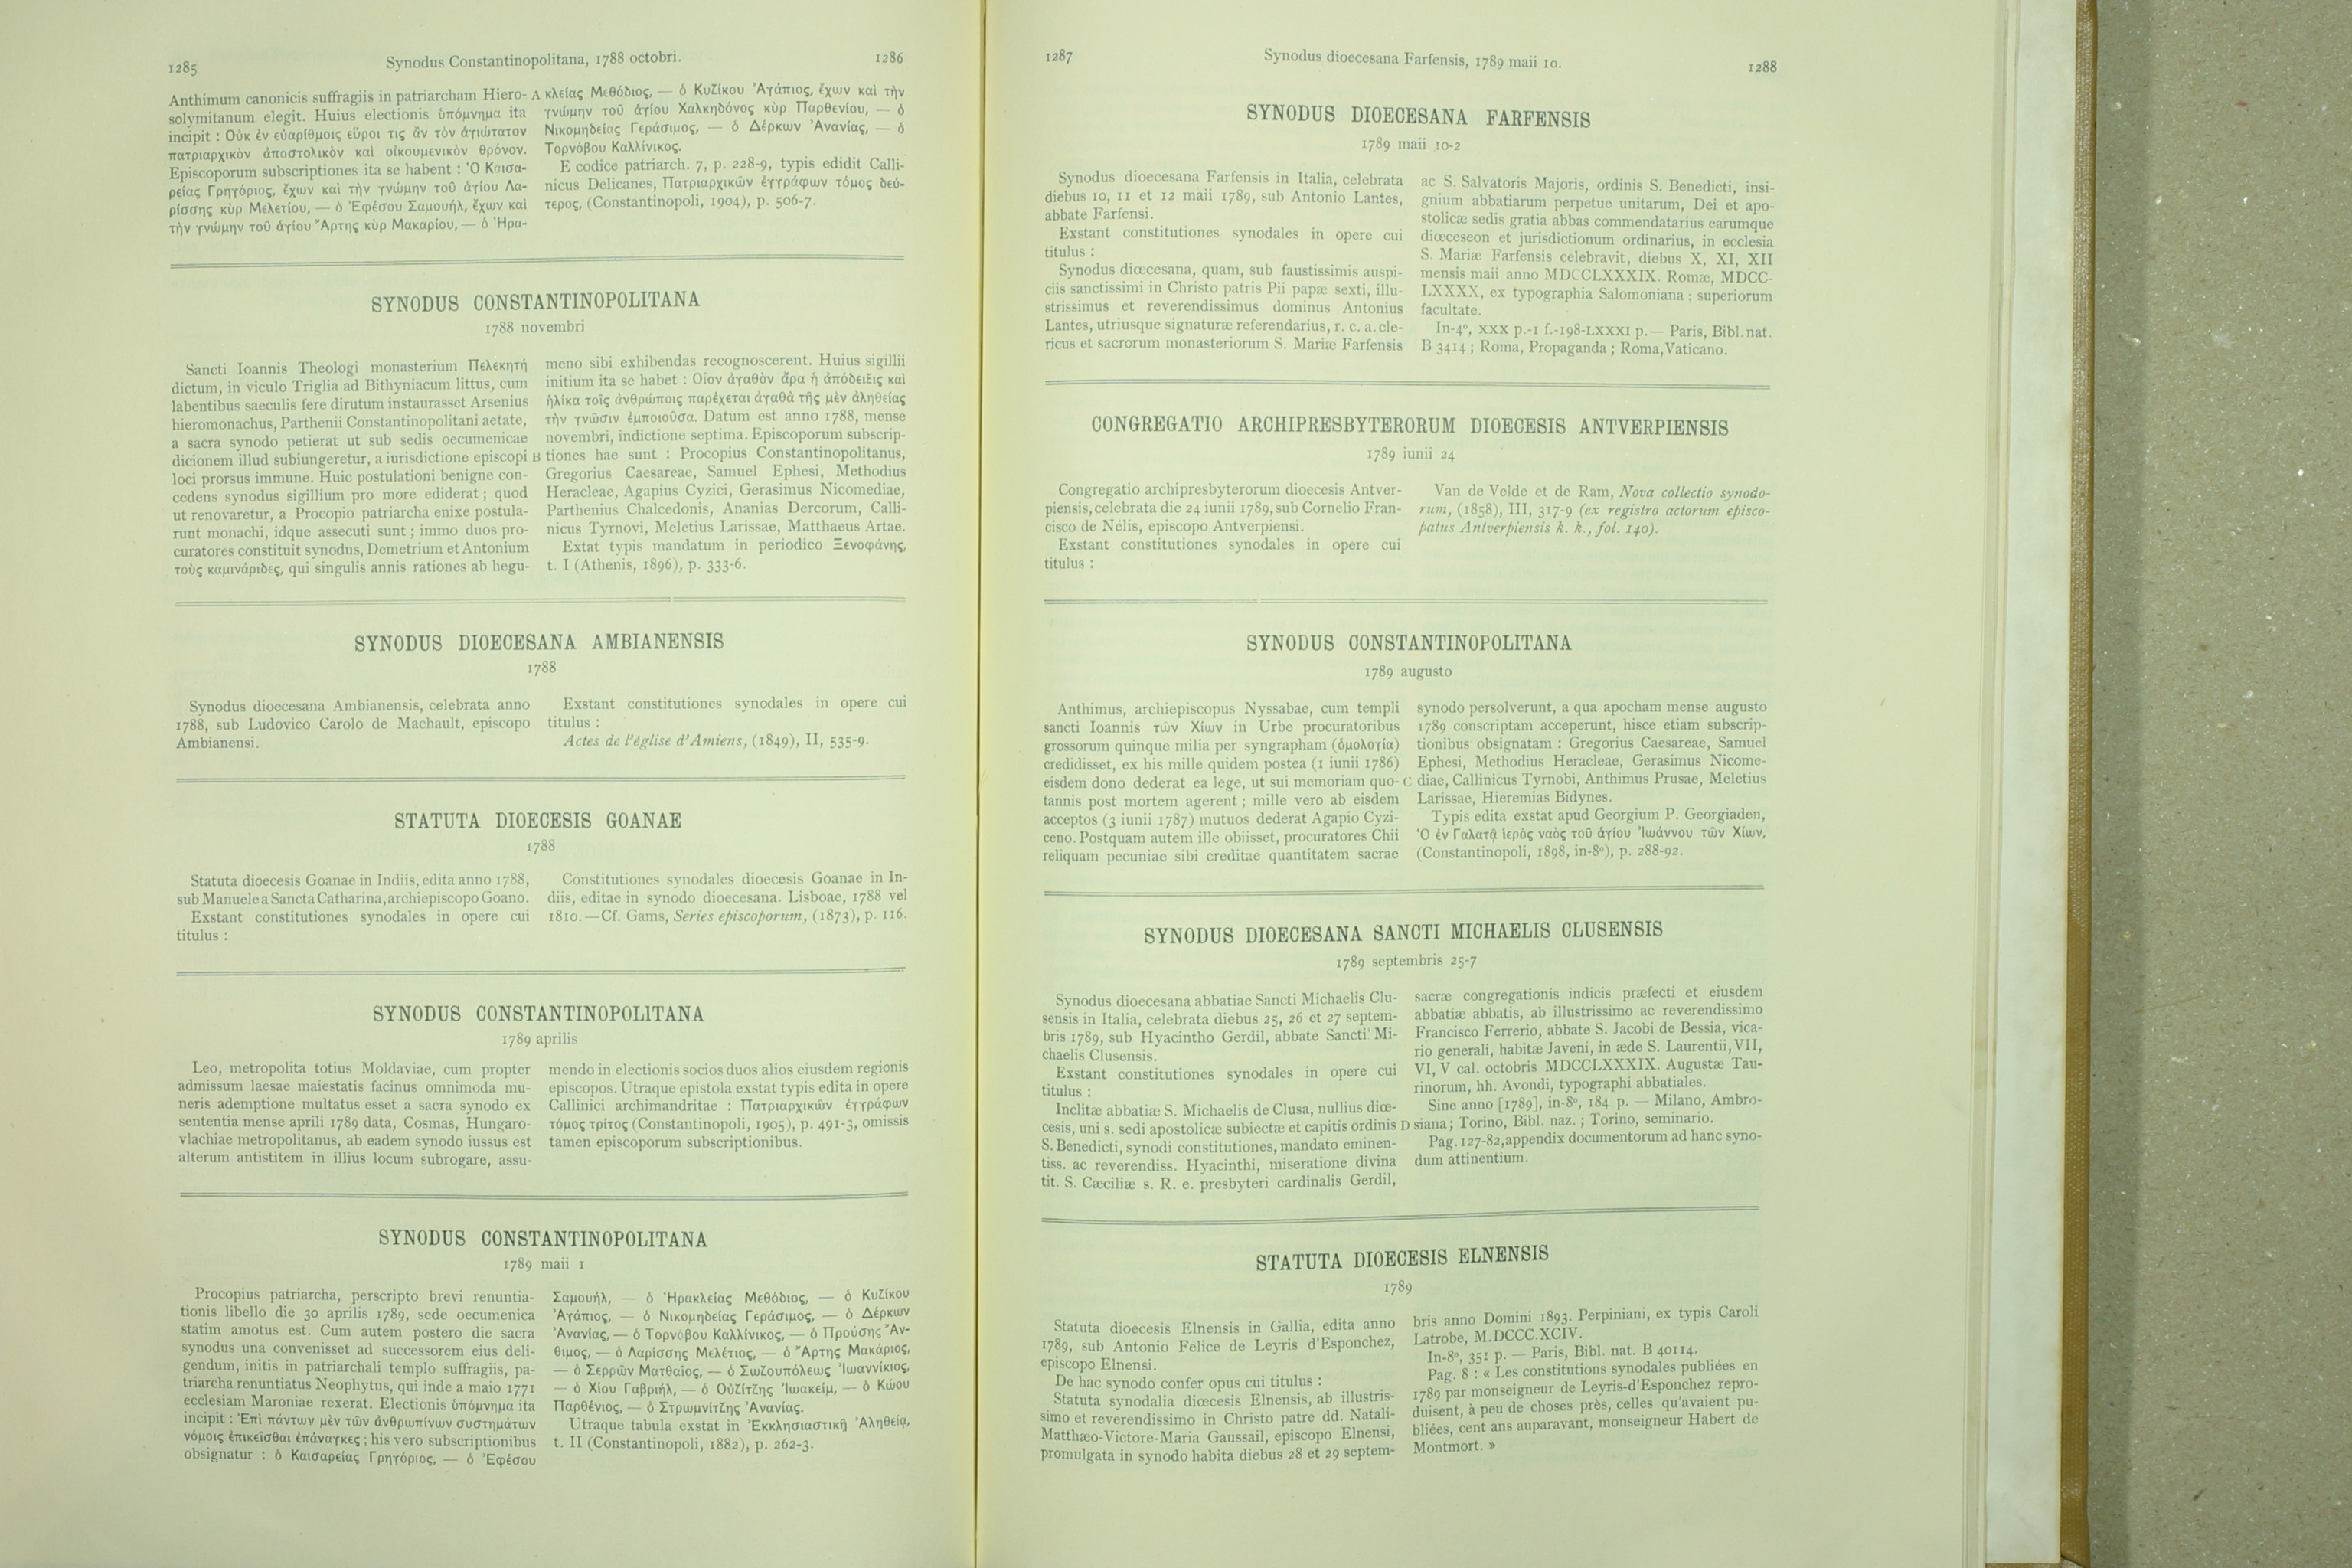 1285
Synodus Constantinopolitana, 1788 octobri.
1286
Anthimum canonicis suffragiis in patriarcham Hiero-
solymitanum elegit. Huius electionis ὑπόμνημα ita
incipit : Οὐκ ἐν εὐαρίθμοις εὕροι τις ἂν τὸν ἁγιώτατον
πατριαρχικὸν ἀποστολικὸν καὶ οἰκουμενικὸν θρόνον.
Episcoporum subscriptiones ita se habent : Ὁ Καισα-
ρείας Γρηγόριος, ἔχων καὶ τὴν γνώμην τοῦ ἁγίου Λα-
ρίσσης κὺρ Μελετίου, — ὁ Ἐφέσου Σαμουήλ, ἔχων καὶ
τὴν γνώμην τοῦ ἁγίου Ἄρτης κὺρ Μακαρίου, — ὁ Ἡρα-
A
κλείας Μεθόδιος, — ὁ Κυζίκου Ἀγάπιος, ἔχων καὶ τὴν
γνώμην τοῦ ἁγίου Χαλκηδόνος κὺρ Παρθενίου, — ὁ
Νικομηδείας Γεράσιμος, — ὁ Δέρκων Ἀνανίας, — ὁ
Τορνόβου Καλλίνικος.
E codice patriarch. 7, p. 228-9, typis edidit Calli-
nicus Delicanes, Πατριαρχικῶν ἐγγράφων τόμος δεύ-
τερος, (Constantinopoli, 1904), p. 506-7.
SYNODUS CONSTANTINOPOLITANA
1788 novembri
Sancti Ioannis Theologi monasterium Πελεκητή
dictum, in viculo Triglia ad Bithyniacum littus, cum
labentibus saeculis fere dirutum instaurasset Arsenius
hieromonachus, Parthenii Constantinopolitani aetate,
a sacra synodo petierat ut sub sedis oecumenicae
dicionem illud subiungeretur, a iurisdictione episcopi
loci prorsus immune. Huic postulationi benigne con-
cedens synodus sigillium pro more ediderat ; quod
ut renovaretur, a Procopio patriarcha enixe postula-
runt monachi, idque assecuti sunt ; immo duos pro-
curatores constituit synodus, Demetrium et Antonium
τοὺς καμινάριδες, qui singulis annis rationes ab hegu-
B
meno sibi exhibendas recognoscerent. Huius sigillii
initium ita se habet : Οἷον ἀγαθὸν ἄρα ἡ ἀπόδειξις καὶ
ἡλίκα τοῖς ἀνθρώποις παρέχεται ἀγαθὰ τῆς μὲν ἀληθείας
τὴν γνῶσιν ἐμποιοῦσα. Datum est anno 1788, mense
novembri, indictione septima. Episcoporum subscrip-
tiones hae sunt : Procopius Constantinopolitanus,
Gregorius Caesareae, Samuel Ephesi, Methodius
Heracleae, Agapius Cyzici, Gerasimus Nicomediae,
Parthenius Chalcedonis, Ananias Dercorum, Calli-
nicus Tyrnovi, Meletius Larissae, Matthaeus Artae.
Extat typis mandatum in periodico Ξενοφάνης,
t. I (Athenis, 1896), p. 333-6.
SYNODUS DIOECESANA AMBIANENSIS
1788
Synodus dioecesana Ambianensis, celebrata anno
1788, sub Ludovico Carolo de Machault, episcopo
Ambianensi.
Exstant constitutiones synodales in opere cui
titulus :
Actes de l'église d'Amiens, (1849), II, 535-9.
STATUTA DIOECESIS GOANAE
1788
Statuta dioecesis Goanae in Indiis, edita anno 1788,
sub Manuele a Sancta Catharina, archiepiscopo Goano.
Exstant constitutiones synodales in opere cui
titulus :
Constitutiones synodales dioecesis Goanae in In-
diis, editae in synodo dioecesana. Lisboae, 1788 vel
1810. — Cf. Gams, Series episcoporum, (1873), p. 116.
SYNODUS CONSTANTINOPOLITANA
1789 aprilis
Leo, metropolita totius Moldaviae, cum propter
admissum laesae maiestatis facinus omnimoda mu-
neris ademptione multatus esset a sacra synodo ex
sententia mense aprili 1789 data, Cosmas, Hungaro-
vlachiae metropolitanus, ab eadem synodo iussus est
alterum antistitem in illius locum subrogare, assu-
mendo in electionis socios duos alios eiusdem regionis
episcopos. Utraque epistola exstat typis edita in opere
Callinici archimandritae : Πατριαρχικῶν ἐγγράφων
τόμος τρίτος (Constantinopoli, 1905), p. 491-3, omissis
tamen episcoporum subscriptionibus.
SYNODUS CONSTANTINOPOLITANA
1789 maii 1
Procopius patriarcha, perscripto brevi renuntia-
tionis libello die 30 aprilis 1789, sede oecumenica
statim amotus est. Cum autem postero die sacra
synodus una convenisset ad successorem eius deli-
gendum, initis in patriarchali templo suffragiis, pa-
triarcha renuntiatus Neophytus, qui inde a maio 1771
ecclesiam Maroniae rexerat. Electionis ὑπόμνημα ita
incipit : Ἐπὶ πάντων μὲν τῶν ἀνθρωπίνων συστημάτων
νόμοις ἐπικεῖσθαι ἐπάναγκες ; his vero subscriptionibus
obsignatur : ὁ Καισαρείας Γρηγόριος, — ὁ Ἐφέσου
Σαμουήλ, — ὁ Ἡρακλείας Μεθόδιος, — ὁ Κυζίκου
Ἀγάπιος, — ὁ Νικομηδείας Γεράσιμος, — ὁ Δέρκων
Ἀνανίας, — ὁ Τορνόβου Καλλίνικος, — ὁ Προύσης Ἄν-
θιμος, — ὁ Λαρίσσης Μελέτιος, — ὁ Ἄρτης Μακάριος,
— ὁ Σερρῶν Ματθαῖος, — ὁ Σωζουπόλεως Ἰωαννίκιος,
— ὁ Χίου Γαβριήλ, — ὁ Οὐζίτζης Ἰωακείμ, — ὁ Κώου
Παρθένιος, — ὁ Στρωμνίτζης Ἀνανίας.
Utraque tabula exstat in Ἐκκλησιαστικῇ Ἀληθείᾳ,
t. II (Constantinopoli, 1882), p. 262-3.
1287
Synodus dioecesana Farfensis, 1789 maii 10.
1288
SYNODUS DIOECESANA FARFENSIS
1789 maii 10-2
Synodus dioecesana Farfensis in Italia, celebrata
diebus 10, 11 et 12 maii 1789, sub Antonio Lantes,
abbate Farfensi.
Exstant constitutiones synodales in opere cui
titulus :
Synodus diœcesana, quam, sub faustissimis auspi-
ciis sanctissimi in Christo patris Pii papæ sexti, illu-
strissimus et reverendissimus dominus Antonius
Lantes, utriusque signaturæ referendarius, r. c. a. cle-
ricus et sacrorum monasteriorum S. Mariæ Farfensis
ac S. Salvatoris Majoris, ordinis S. Benedicti, insi-
gnium abbatiarum perpetue unitarum, Dei et apo-
stolicæ sedis gratia abbas commendatarius earumque
diœceseon et jurisdictionum ordinarius, in ecclesia
S. Mariæ Farfensis celebravit, diebus X, XI, XII
mensis maii anno MDCCLXXXIX. Romæ, MDCC-
LXXXX, ex typographia Salomoniana ; superiorum
facultate.
In-4°, XXX p.-1 f.-198-LXXXI p. — Paris, Bibl. nat.
B 3414 ; Roma, Propaganda ; Roma, Vaticano.
CONGREGATIO ARCHIPRESBYTERORUM DIOECESIS ANTVERPIENSIS
1789 iunii 24
Congregatio archipresbyterorum dioecesis Antver-
piensis, celebrata die 24 iunii 1789, sub Cornelio Fran-
cisco de Nélis, episcopo Antverpiensi.
Exstant constitutiones synodales in opere cui
titulus :
Van de Velde et de Ram, Nova collectio synodo-
rum, (1858), III, 317-9 (ex registro actorum episco-
patus Antverpiensis k. k., fol. 140).
SYNODUS CONSTANTINOPOLITANA
1789 augusto
Anthimus, archiepiscopus Nyssabae, cum templi
sancti Ioannis τῶν Χίων in Urbe procuratoribus
grossorum quinque milia per syngrapham (ὁμολογία)
credidisset, ex his mille quidem postea (1 iunii 1786)
eisdem dono dederat ea lege, ut sui memoriam quo-
tannis post mortem agerent ; mille vero ab eisdem
acceptos (3 iunii 1787) mutuos dederat Agapio Cyzi-
ceno. Postquam autem ille obiisset, procuratores Chii
reliquam pecuniae sibi creditae quantitatem sacrae
C
synodo persolverunt, a qua apocham mense augusto
1789 conscriptam acceperunt, hisce etiam subscrip-
tionibus obsignatam : Gregorius Caesareae, Samuel
Ephesi, Methodius Heracleae, Gerasimus Nicome-
diae, Callinicus Tyrnobi, Anthimus Prusae, Meletius
Larissae, Hieremias Bidynes.
Typis edita exstat apud Georgium P. Georgiaden,
Ὁ ἐν Γαλατᾷ ἱερὸς ναὸς τοῦ ἁγίου Ἰωάννου τῶν Χίων,
(Constantinopoli, 1898, in-8°), p. 288-92.
SYNODUS DIOECESANA SANCTI MICHAELIS CLUSENSIS
1789 septembris 25-7
Synodus dioecesana abbatiae Sancti Michaelis Clu-
sensis in Italia, celebrata diebus 25, 26 et 27 septem-
bris 1789, sub Hyacintho Gerdil, abbate Sancti Mi-
chaelis Clusensis.
Exstant constitutiones synodales in opere cui
titulus :
Inclitæ abbatiæ S. Michaelis de Clusa, nullius diœ-
cesis, uni s. sedi apostolicæ subiectæ et capitis ordinis
S. Benedicti, synodi constitutiones, mandato eminen-
tiss. ac reverendiss. Hyacinthi, miseratione divina
tit. S. Cæciliæ s. R. e. presbyteri cardinalis Gerdil,
D
sacræ congregationis indicis præfecti et eiusdem
abbatiæ abbatis, ab illustrissimo ac reverendissimo
Francisco Ferrerio, abbate S. Jacobi de Bessia, vica-
rio generali, habitæ Javeni, in æde S. Laurentii, VII,
VI, V cal. octobris MDCCLXXXIX. Augustæ Tau-
rinorum, hh. Avondi, typographi abbatiales.
Sine anno [1789], in-8°, 184 p. — Milano, Ambro-
siana ; Torino, Bibl. naz. ; Torino, seminario.
Pag. 127-82, appendix documentorum ad hanc syno-
dum attinentium.
STATUTA DIOECESIS ELNENSIS
1789
Statuta dioecesis Elnensis in Gallia, edita anno
1789, sub Antonio Felice de Leyris d'Esponchez,
episcopo Elnensi.
De hac synodo confer opus cui titulus :
Statuta synodalia diœcesis Elnensis, ab illustris-
simo et reverendissimo in Christo patre dd. Natali-
Matthæo-Victore-Maria Gaussail, episcopo Elnensi,
promulgata in synodo habita diebus 28 et 29 septem-
bris anno Domini 1893. Perpiniani, ex typis Caroli
Latrobe, M.DCCC.XCIV.
In-8°, 351 p. — Paris, Bibl. nat. B 40114.
Pag. 8 : « Les constitutions synodales publiées en
1789 par monseigneur de Leyris-d'Esponchez repro-
duisent, à peu de choses près, celles qu'avaient pu-
bliées, cent ans auparavant, monseigneur Habert de
Montmort. »